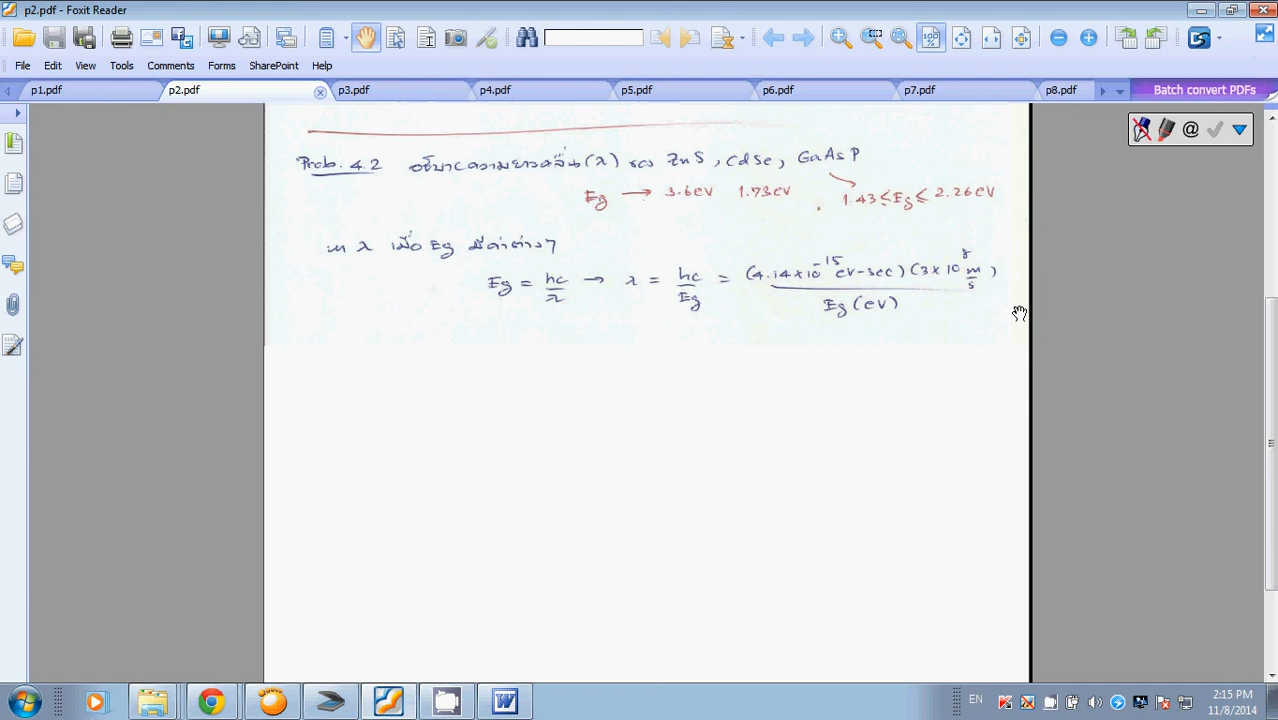 p2.pdf - Foxit Reader
File Edit View Tools Comments Forms SharePoint Help
p1.pdf p2.pdf p3.pdf p4.pdf p5.pdf p6.pdf p7.pdf p8.pdf Batch convert PDFs
Prob. 4.2 อธิบายความยาวคลื่น (λ) ของ ZnS, CdSe, GaAsP
Eg → 3.6eV 1.73eV 1.43 ≤ Eg ≤ 2.26eV
หา λ เมื่อ Eg มีค่าต่างๆ
Eg = hc/λ → λ = hc/Eg = (4.14×10^-15 eV-sec)(3×10^8 m/s)/Eg(eV)
EN 2:15 PM
11/8/2014